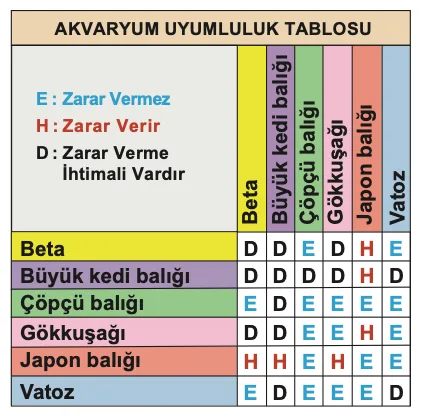 AKVARYUM UYUMLULUK TABLOSU
E : Zarar Vermez
H : Zarar Verir
D : Zarar Verme
İhtimali Vardır
Beta
Büyük kedi balığı
Çöpçü balığı
Gökkuşağı
Japon balığı
Vatoz
Beta D D E D H E
Büyük kedi balığı D D D D H D
Çöpçü balığı E D E E E E
Gökkuşağı D D E E H E
Japon balığı H H E H E E
Vatoz E D E E E D